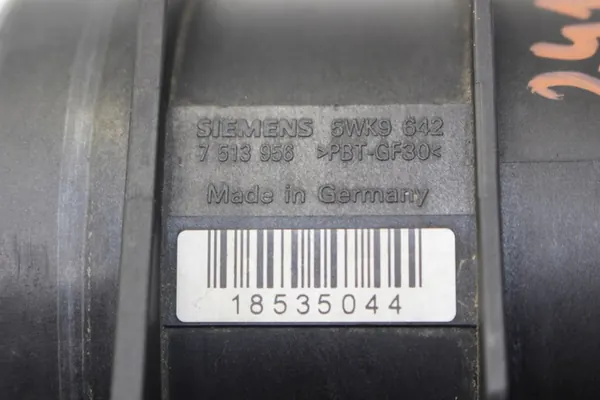 SIEMENS 5WK9 642
7 513 956 >PBT-GF30<
Made in Germany
18535044